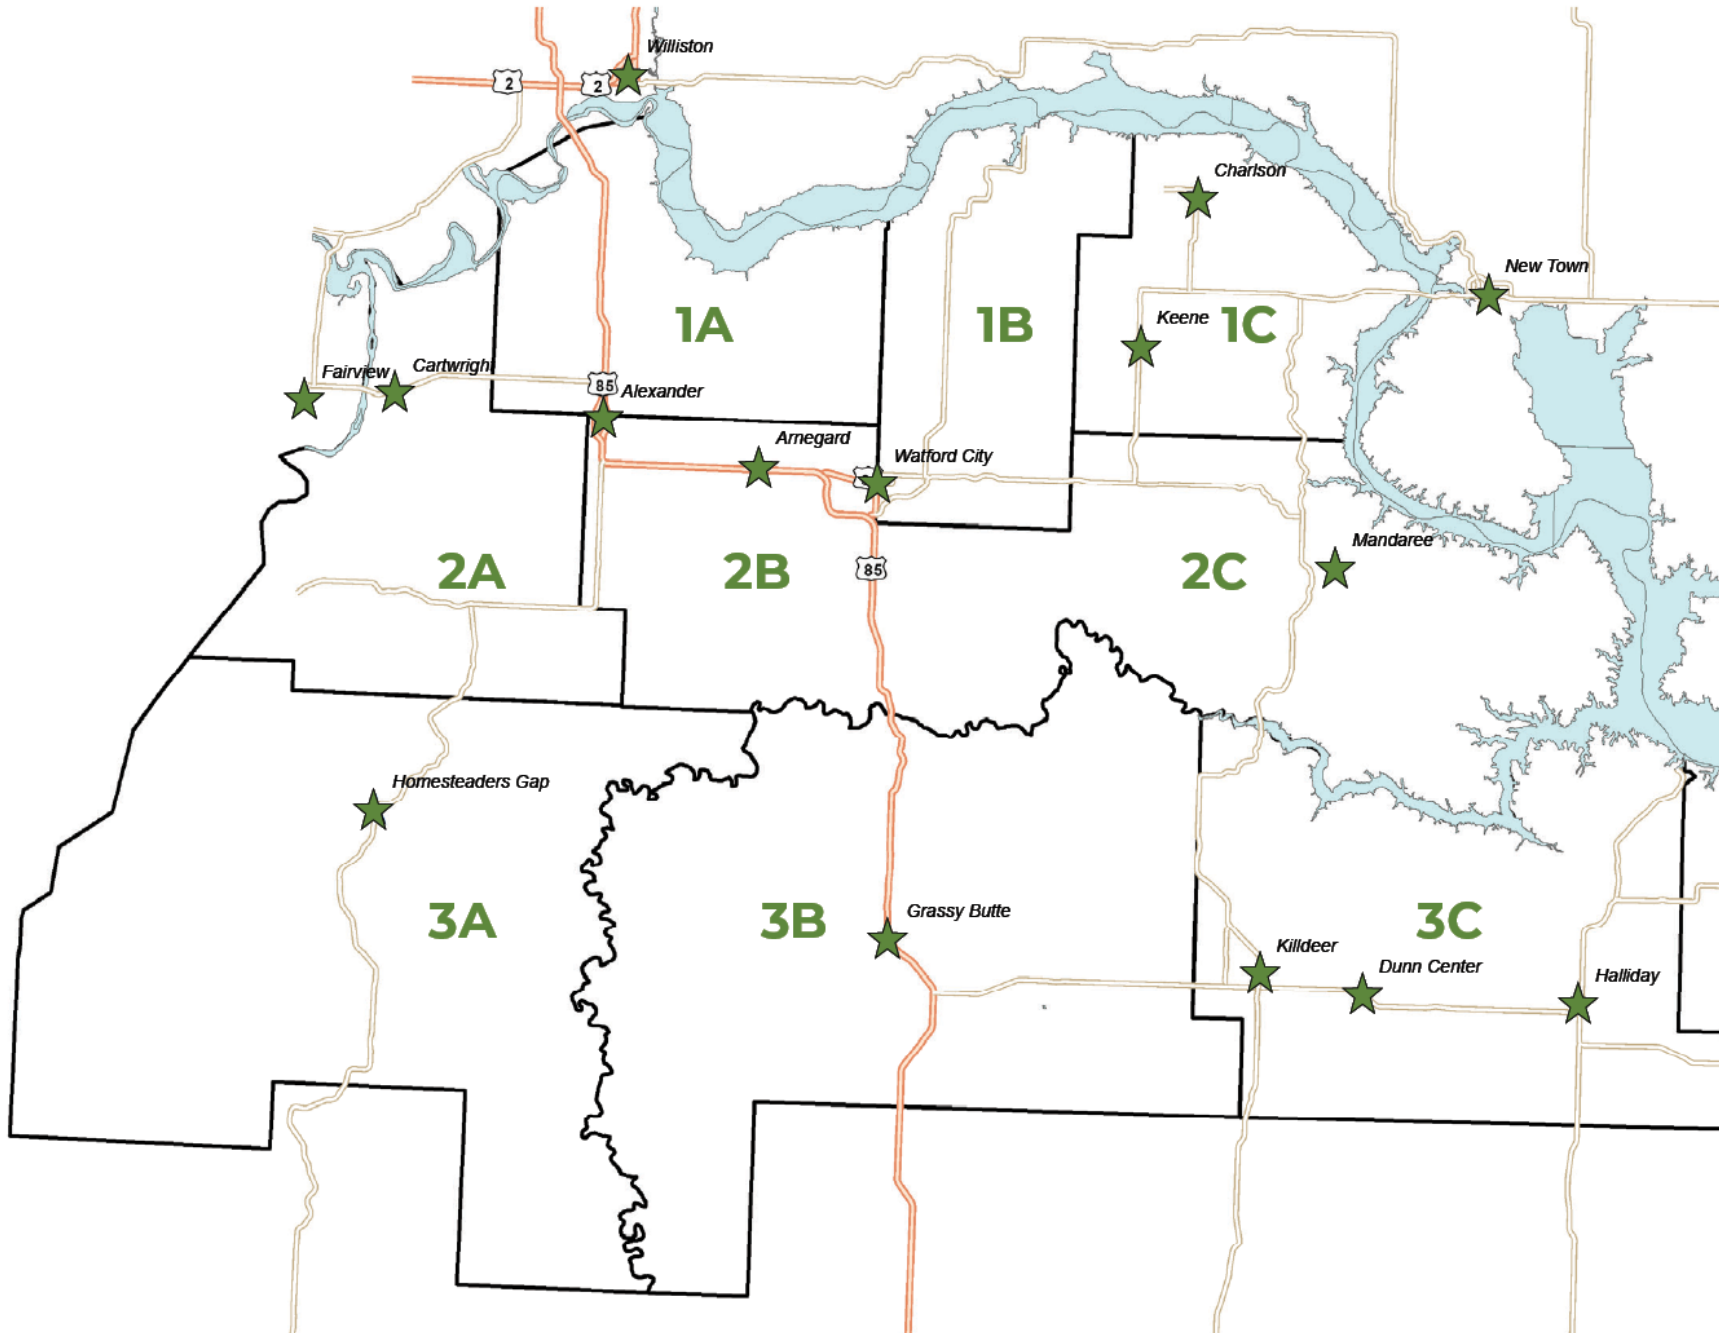 Williston
2
2
Charlson
New Town
1A
1B
Keene
1C
Fairview
Cartwright
85
Alexander
Arnegard
Watford City
Mandaree
2A
2B
85
2C
Homesteaders Gap
3A
3B
Grassy Butte
3C
Killdeer
Dunn Center
Halliday